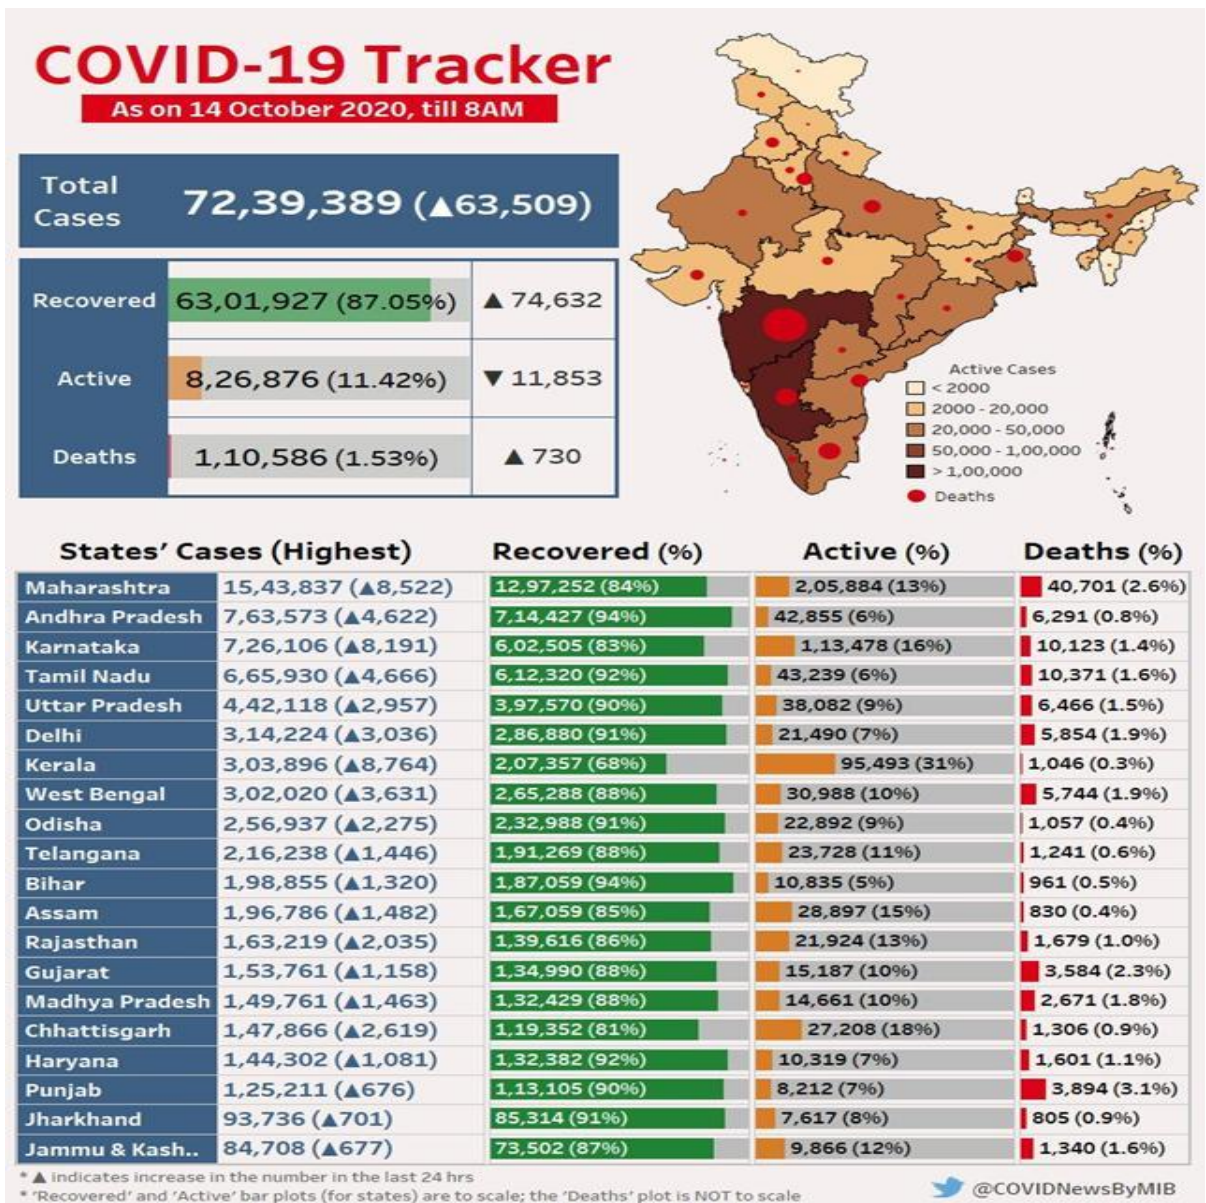 COVID-19 Tracker
As on 14 October 2020, till 8AM
Total Cases 72,39,389 (▲63,509)
Recovered 63,01,927 (87.05%) ▲ 74,632
Active 8,26,876 (11.42%) ▼ 11,853
Deaths 1,10,586 (1.53%) ▲ 730
Active Cases
< 2000
2000 - 20,000
20,000 - 50,000
50,000 - 1,00,000
> 1,00,000
Deaths
States' Cases (Highest) Recovered (%) Active (%) Deaths (%)
Maharashtra 15,43,837 (▲8,522) 12,97,252 (84%) 2,05,884 (13%) 40,701 (2.6%)
Andhra Pradesh 7,63,573 (▲4,622) 7,14,427 (94%) 42,855 (6%) 6,291 (0.8%)
Karnataka 7,26,106 (▲8,191) 6,02,505 (83%) 1,13,478 (16%) 10,123 (1.4%)
Tamil Nadu 6,65,930 (▲4,666) 6,12,320 (92%) 43,239 (6%) 10,371 (1.6%)
Uttar Pradesh 4,42,118 (▲2,957) 3,97,570 (90%) 38,082 (9%) 6,466 (1.5%)
Delhi 3,14,224 (▲3,036) 2,86,880 (91%) 21,490 (7%) 5,854 (1.9%)
Kerala 3,03,896 (▲8,764) 2,07,357 (68%) 95,493 (31%) 1,046 (0.3%)
West Bengal 3,02,020 (▲3,631) 2,65,288 (88%) 30,988 (10%) 5,744 (1.9%)
Odisha 2,56,937 (▲2,275) 2,32,988 (91%) 22,892 (9%) 1,057 (0.4%)
Telangana 2,16,238 (▲1,446) 1,91,269 (88%) 23,728 (11%) 1,241 (0.6%)
Bihar 1,98,855 (▲1,320) 1,87,059 (94%) 10,835 (5%) 961 (0.5%)
Assam 1,96,786 (▲1,482) 1,67,059 (85%) 28,897 (15%) 830 (0.4%)
Rajasthan 1,63,219 (▲2,035) 1,39,616 (86%) 21,924 (13%) 1,679 (1.0%)
Gujarat 1,53,761 (▲1,158) 1,34,990 (88%) 15,187 (10%) 3,584 (2.3%)
Madhya Pradesh 1,49,761 (▲1,463) 1,32,429 (88%) 14,661 (10%) 2,671 (1.8%)
Chhattisgarh 1,47,866 (▲2,619) 1,19,352 (81%) 27,208 (18%) 1,306 (0.9%)
Haryana 1,44,302 (▲1,081) 1,32,382 (92%) 10,319 (7%) 1,601 (1.1%)
Punjab 1,25,211 (▲676) 1,13,105 (90%) 8,212 (7%) 3,894 (3.1%)
Jharkhand 93,736 (▲701) 85,314 (91%) 7,617 (8%) 805 (0.9%)
Jammu & Kash.. 84,708 (▲677) 73,502 (87%) 9,866 (12%) 1,340 (1.6%)
* ▲ indicates increase in the number in the last 24 hrs
* 'Recovered' and 'Active' bar plots (for states) are to scale; the 'Deaths' plot is NOT to scale
@COVIDNewsByMIB